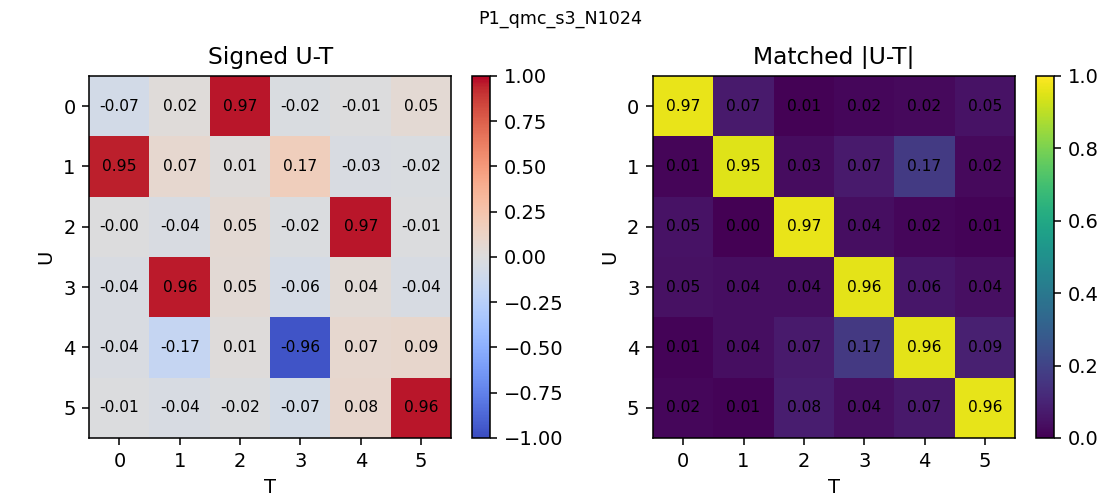 P1_qmc_s3_N1024
Signed U-T
Matched |U-T|
0 -0.07 0.02 0.97 -0.02 -0.01 0.05
1 0.95 0.07 0.01 0.17 -0.03 -0.02
2 -0.00 -0.04 0.05 -0.02 0.97 -0.01
3 -0.04 0.96 0.05 -0.06 0.04 -0.04
4 -0.04 -0.17 0.01 -0.96 0.07 0.09
5 -0.01 -0.04 -0.02 -0.07 0.08 0.96
0 1 2 3 4 5
T
U
1.00
0.75
0.50
0.25
0.00
−0.25
−0.50
−0.75
−1.00
0 0.97 0.07 0.01 0.02 0.02 0.05
1 0.01 0.95 0.03 0.07 0.17 0.02
2 0.05 0.00 0.97 0.04 0.02 0.01
3 0.05 0.04 0.04 0.96 0.06 0.04
4 0.01 0.04 0.07 0.17 0.96 0.09
5 0.02 0.01 0.08 0.04 0.07 0.96
0 1 2 3 4 5
T
U
1.0
0.8
0.6
0.4
0.2
0.0